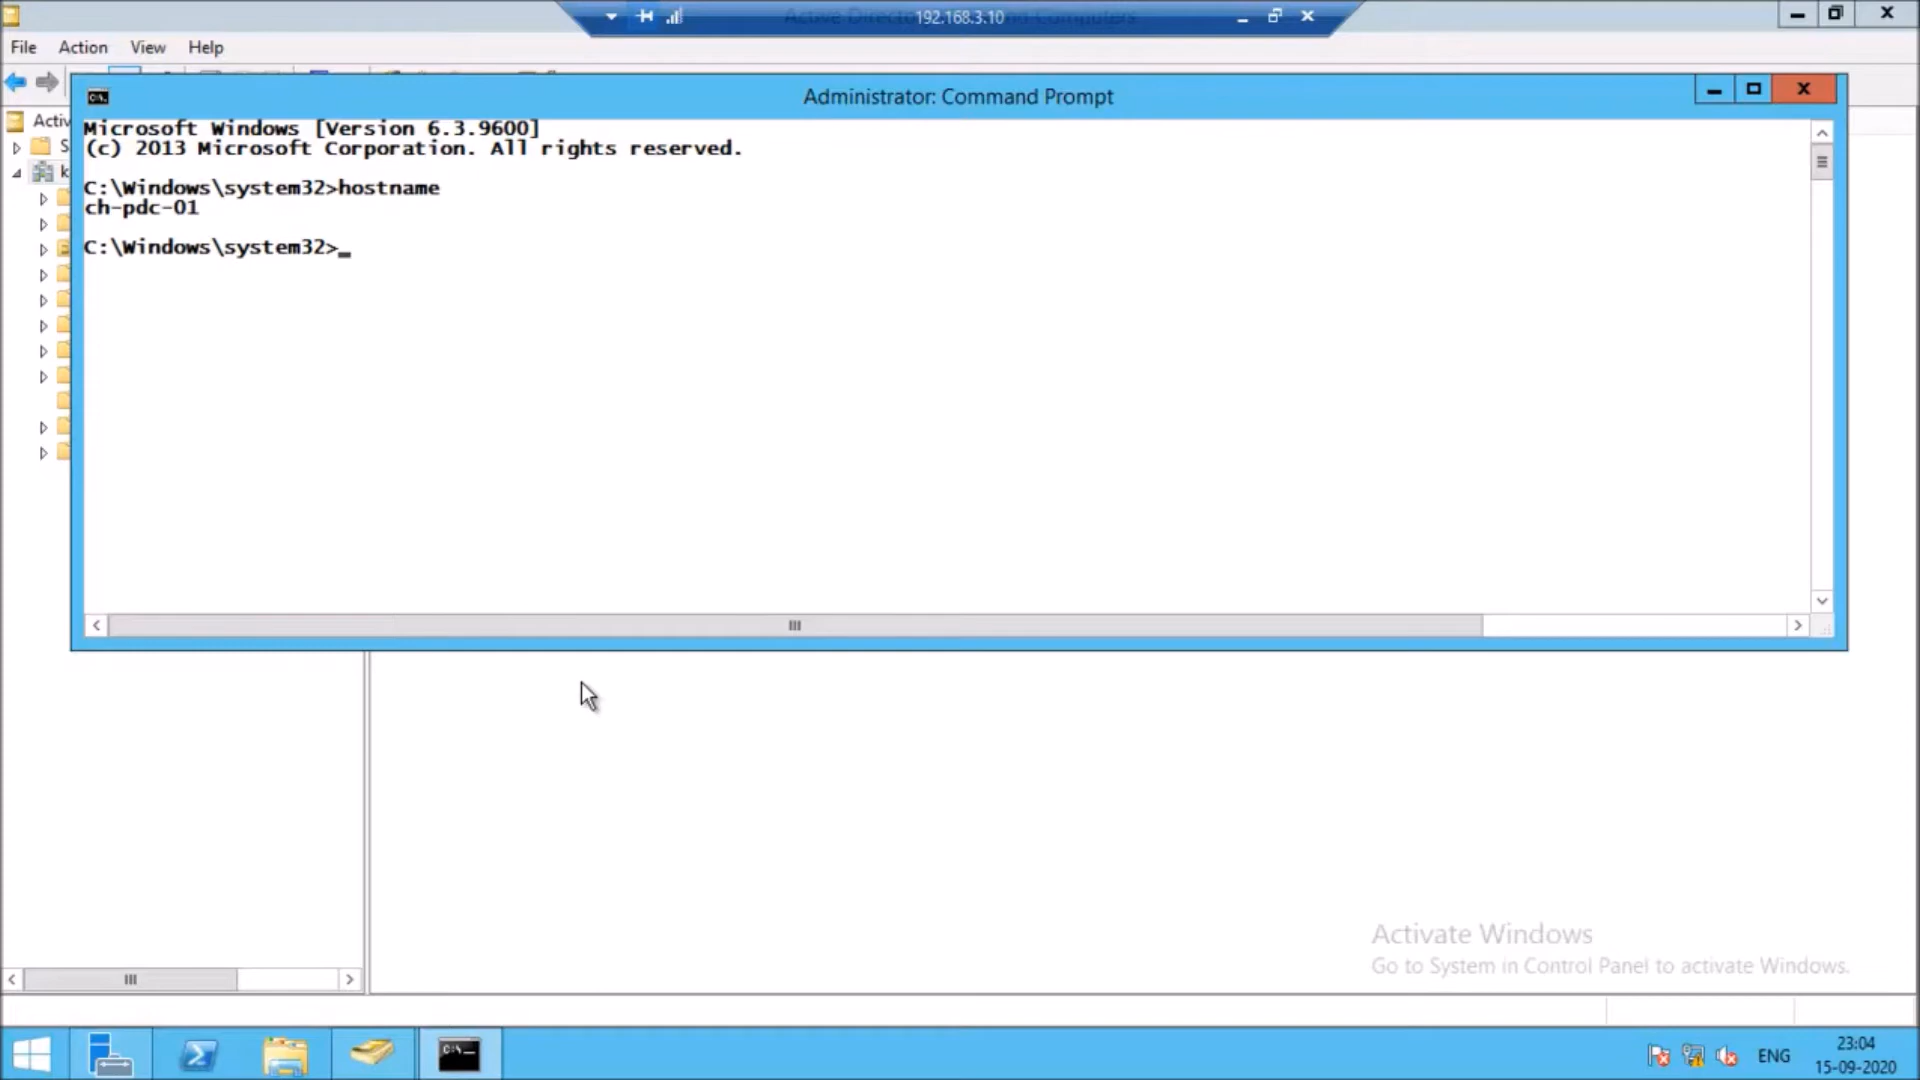 192.168.3.10
File Action View Help
Administrator: Command Prompt
Activ
Microsoft Windows [Version 6.3.9600]
(c) 2013 Microsoft Corporation. All rights reserved.
C:\Windows\system32>hostname
ch-pdc-01
C:\Windows\system32>
Activate Windows
Go to System in Control Panel to activate Windows.
ENG
23:04
15-09-2020